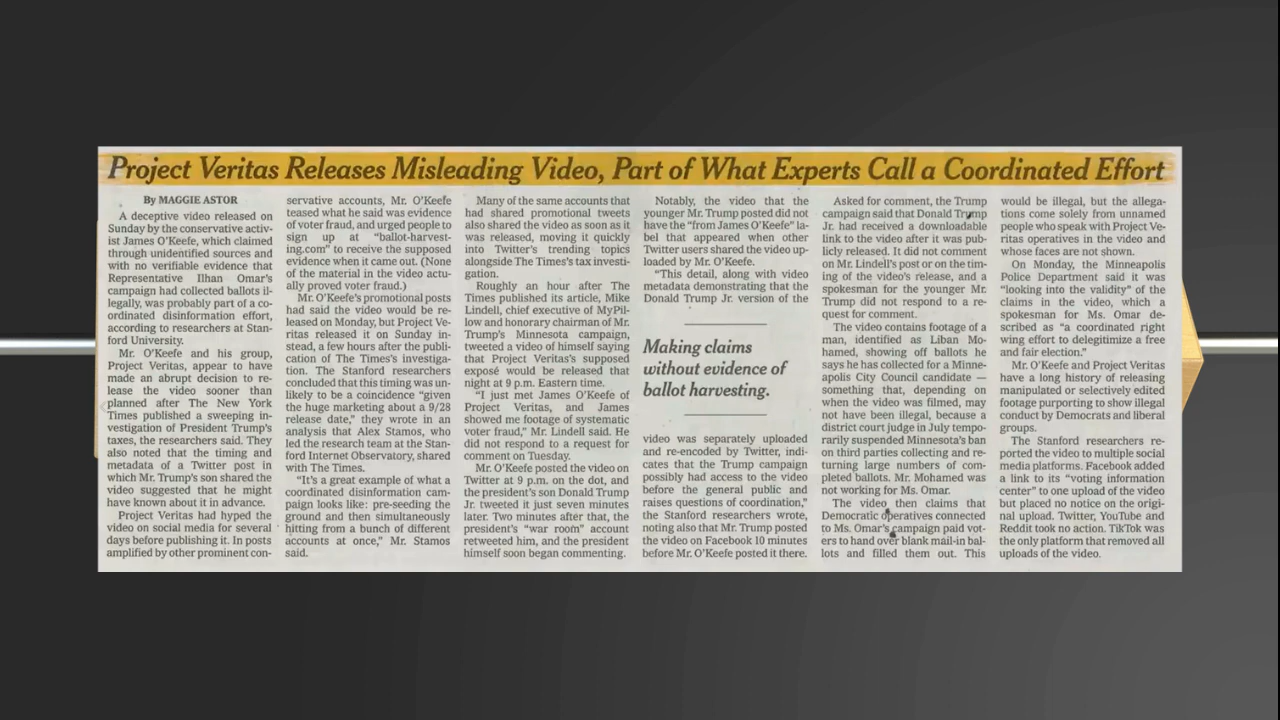 Project Veritas Releases Misleading Video, Part of What Experts Call a Coordinated Effort
By MAGGIE ASTOR
A deceptive video released on
Sunday by the conservative activ-
ist James O'Keefe, which claimed
through unidentified sources and
with no verifiable evidence that
Representative Ilhan Omar's
campaign had collected ballots il-
legally, was probably part of a co-
ordinated disinformation effort,
according to researchers at Stan-
ford University.
Mr. O'Keefe and his group,
Project Veritas, appear to have
made an abrupt decision to re-
lease the video sooner than
planned after The New York
Times published a sweeping in-
vestigation of President Trump's
taxes, the researchers said. They
also noted that the timing and
metadata of a Twitter post in
which Mr. Trump's son shared the
video suggested that he might
have known about it in advance.
Project Veritas had hyped the
video on social media for several
days before publishing it. In posts
amplified by other prominent con-
servative accounts, Mr. O'Keefe
teased what he said was evidence
of voter fraud, and urged people to
sign up at “ballot-harvest-
ing.com” to receive the supposed
evidence when it came out. (None
of the material in the video actu-
ally proved voter fraud.)
Mr. O'Keefe's promotional posts
had said the video would be re-
leased on Monday, but Project Ve-
ritas released it on Sunday in-
stead, a few hours after the publi-
cation of The Times's investiga-
tion. The Stanford researchers
concluded that this timing was un-
likely to be a coincidence “given
the huge marketing about a 9/28
release date,” they wrote in an
analysis that Alex Stamos, who
led the research team at the Stan-
ford Internet Observatory, shared
with The Times.
“It's a great example of what a
coordinated disinformation cam-
paign looks like: pre-seeding the
ground and then simultaneously
hitting from a bunch of different
accounts at once,” Mr. Stamos
said.
Many of the same accounts that
had shared promotional tweets
also shared the video as soon as it
was released, moving it quickly
into Twitter's trending topics
alongside The Times's tax investi-
gation.
Roughly an hour after The
Times published its article, Mike
Lindell, chief executive of MyPil-
low and honorary chairman of Mr.
Trump's Minnesota campaign,
tweeted a video of himself saying
that Project Veritas's supposed
exposé would be released that
night at 9 p.m. Eastern time.
“I just met James O'Keefe of
Project Veritas, and James
showed me footage of systematic
voter fraud,” Mr. Lindell said. He
did not respond to a request for
comment on Tuesday.
Mr. O'Keefe posted the video on
Twitter at 9 p.m. on the dot, and
the president's son Donald Trump
Jr. tweeted it just seven minutes
later. Two minutes after that, the
president's “war room” account
retweeted him, and the president
himself soon began commenting.
Notably, the video that the
younger Mr. Trump posted did not
have the “from James O'Keefe” la-
bel that appeared when other
Twitter users shared the video up-
loaded by Mr. O'Keefe.
“This detail, along with video
metadata demonstrating that the
Donald Trump Jr. version of the
Making claims
without evidence of
ballot harvesting.
video was separately uploaded
and re-encoded by Twitter, indi-
cates that the Trump campaign
possibly had access to the video
before the general public and
raises questions of coordination,”
the Stanford researchers wrote,
noting also that Mr. Trump posted
the video on Facebook 10 minutes
before Mr. O'Keefe posted it there.
Asked for comment, the Trump
campaign said that Donald Trump
Jr. had received a downloadable
link to the video after it was pub-
licly released. It did not comment
on Mr. Lindell's post or on the tim-
ing of the video's release, and a
spokesman for the younger Mr.
Trump did not respond to a re-
quest for comment.
The video contains footage of a
man, identified as Liban Mo-
hamed, showing off ballots he
says he has collected for a Minne-
apolis City Council candidate —
something that, depending on
when the video was filmed, may
not have been illegal, because a
district court judge in July tempo-
rarily suspended Minnesota's ban
on third parties collecting and re-
turning large numbers of com-
pleted ballots. Mr. Mohamed was
not working for Ms. Omar.
The video then claims that
Democratic operatives connected
to Ms. Omar's campaign paid vot-
ers to hand over blank mail-in bal-
lots and filled them out. This
would be illegal, but the allega-
tions come solely from unnamed
people who speak with Project Ve-
ritas operatives in the video and
whose faces are not shown.
On Monday, the Minneapolis
Police Department said it was
“looking into the validity” of the
claims in the video, which a
spokesman for Ms. Omar de-
scribed as “a coordinated right
wing effort to delegitimize a free
and fair election.”
Mr. O'Keefe and Project Veritas
have a long history of releasing
manipulated or selectively edited
footage purporting to show illegal
conduct by Democrats and liberal
groups.
The Stanford researchers re-
ported the video to multiple social
media platforms. Facebook added
a link to its “voting information
center” to one upload of the video
but placed no notice on the origi-
nal upload. Twitter, YouTube and
Reddit took no action. TikTok was
the only platform that removed all
uploads of the video.